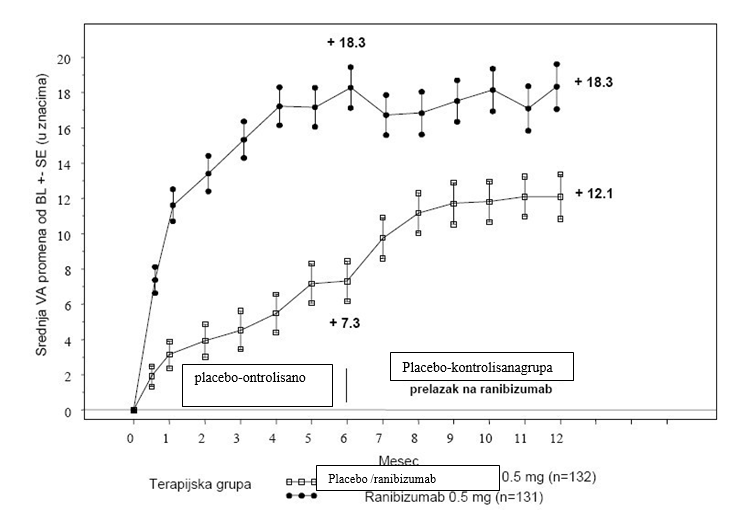 + 18.3
20
18
16
14
12
10
8
6
4
2
0
Srednja VA promena od BL +- SE (u znacima)
+ 18.3
+ 12.1
+ 7.3
placebo-ontrolisano
Placebo-kontrolisanagrupa
prelazak na ranibizumab
0 1 2 3 4 5 6 7 8 9 10 11 12
Mesec
Terapijska grupa
Placebo /ranibizumab 0.5 mg (n=132)
Ranibizumab 0.5 mg (n=131)